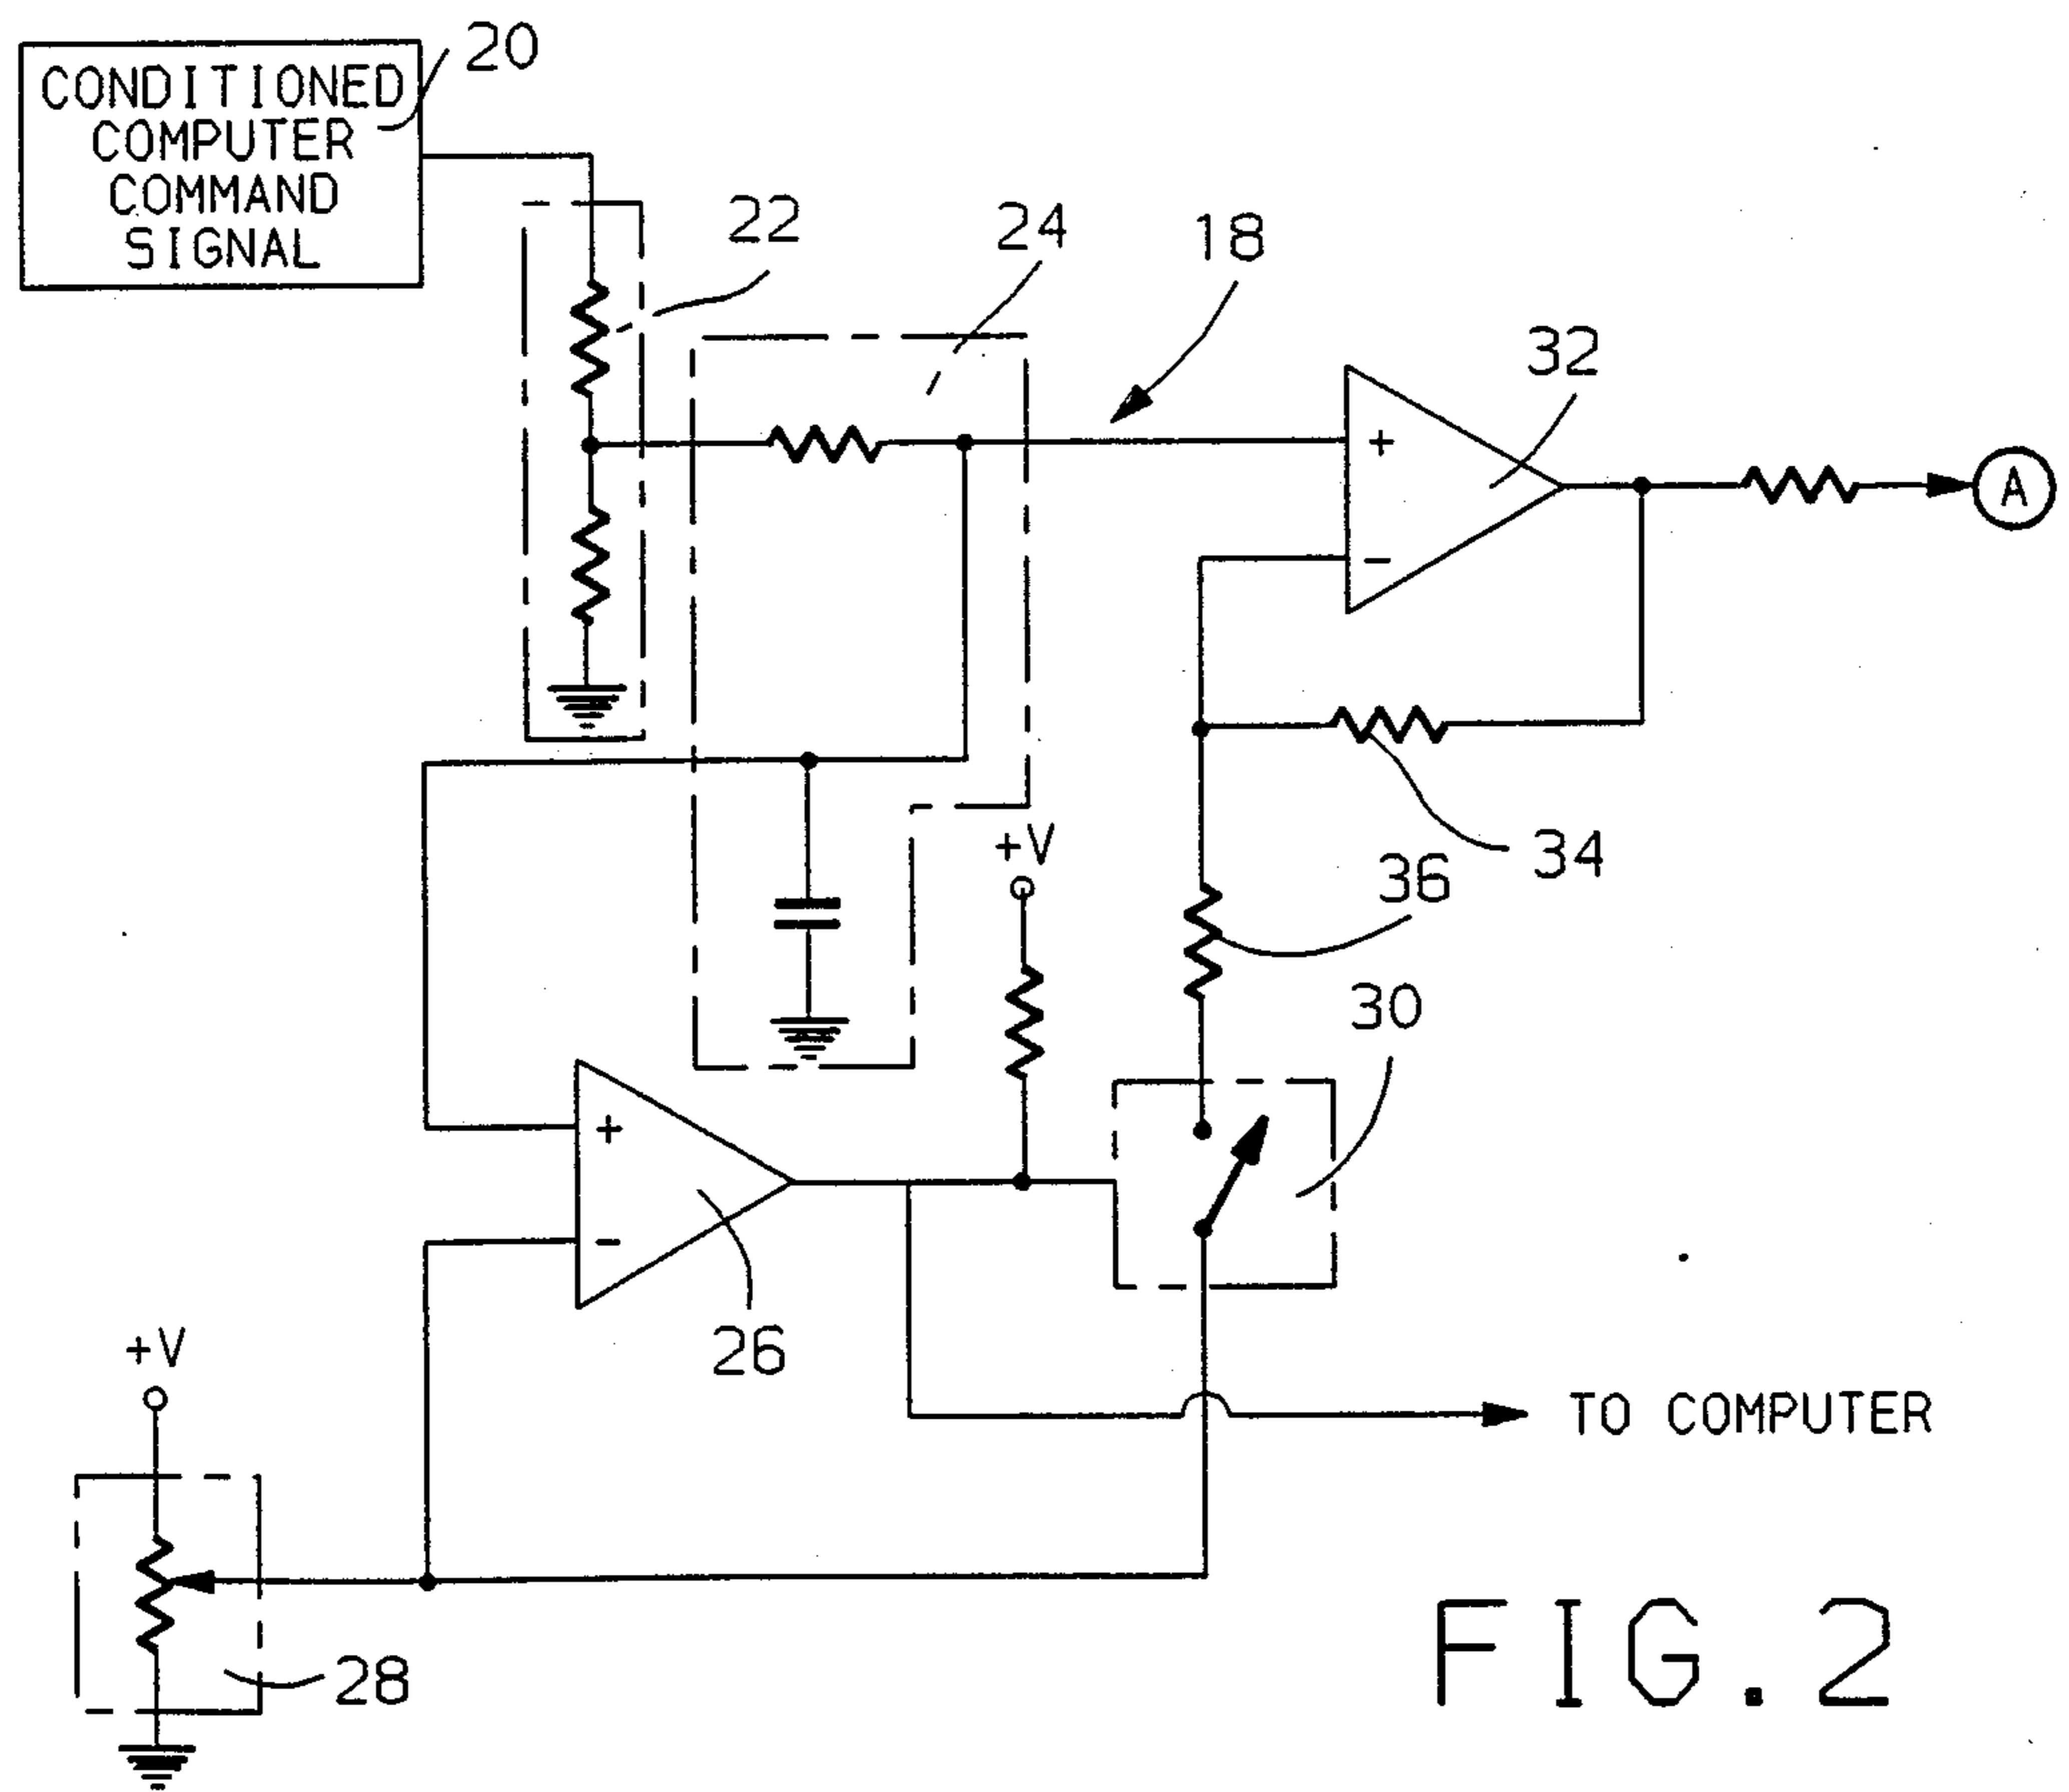 CONDITIONED
COMPUTER
COMMAND
SIGNAL
20
22
24
18
32
+
-
A
34
36
+V
30
+
-
26
+V
TO COMPUTER
28
FIG. 2